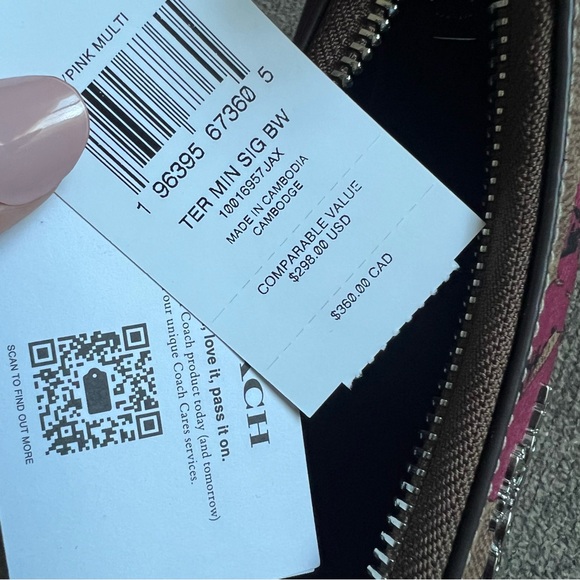 /PINK MULTI
1 96395 67360 5
TER MIN SIG BW
10016957JAX
MADE IN CAMBODIA
CAMBODGE
COMPARABLE VALUE
$298.00 USD
$360.00 CAD
ACH
love it, pass it on.
Coach product today (and tomorrow)
our unique Coach Cares services.
SCAN TO FIND OUT MORE